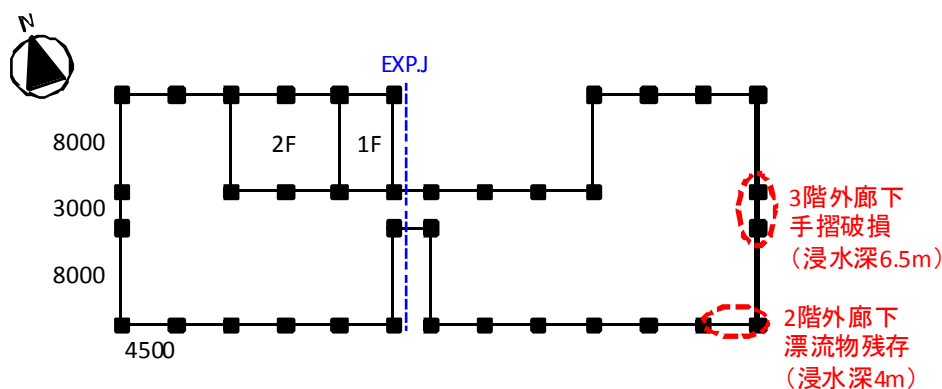 N
EXP.J
8000
2F
1F
3000
8000
4500
3階外廊下
手摺破損
(浸水深6.5m)
2階外廊下
漂流物残存
(浸水深4m)